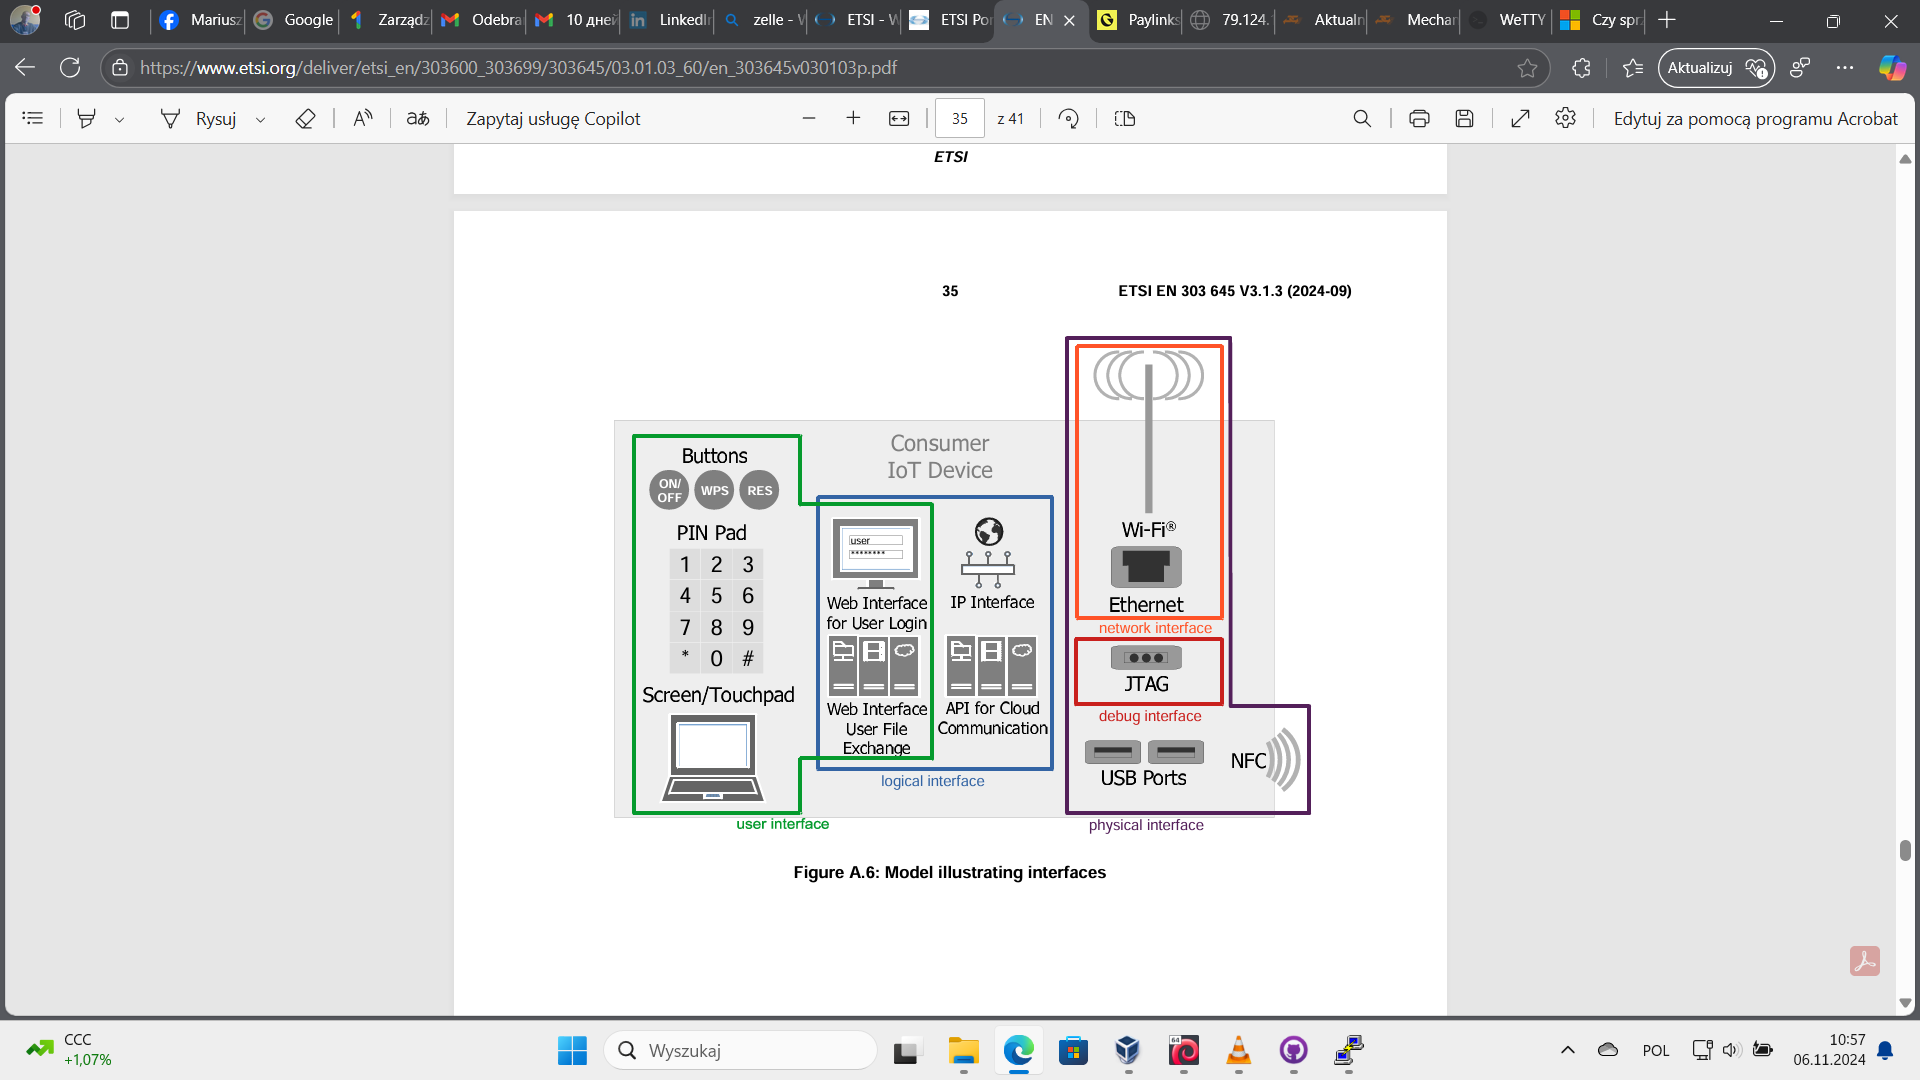 Mariusz
Google
Zarządz
Odebra
10 дней
LinkedIn
zelle - W
ETSI - W
ETSI Por
EN
Paylinks
79.124.
Aktualn
Mechan
WeTTY
Czy spr
https://www.etsi.org/deliver/etsi_en/303600_303699/303645/03.01.03_60/en_303645v030103p.pdf
Aktualizuj
Rysuj
Zapytaj usługę Copilot
35 z 41
Edytuj za pomocą programu Acrobat
ETSI
35
ETSI EN 303 645 V3.1.3 (2024-09)
Consumer
IoT Device
Buttons
ON/
OFF
WPS
RES
PIN Pad
1 2 3
4 5 6
7 8 9
* 0 #
Screen/Touchpad
user interface
user
********
Web Interface
for User Login
Web Interface
User File
Exchange
IP Interface
API for Cloud
Communication
logical interface
Wi-Fi®
Ethernet
network interface
JTAG
debug interface
USB Ports
NFC
physical interface
Figure A.6: Model illustrating interfaces
CCC
+1,07%
Wyszukaj
64
POL
10:57
06.11.2024